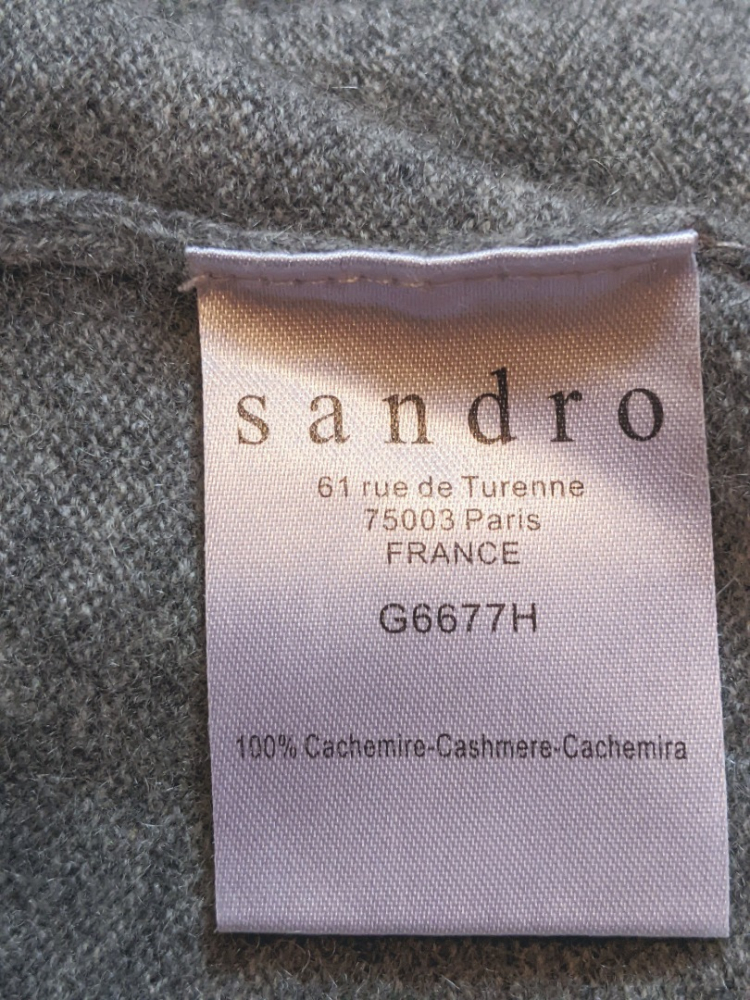 sandro
61 rue de Turenne
75003 Paris
FRANCE
G6677H
100% Cachemire-Cashmere-Cachemira